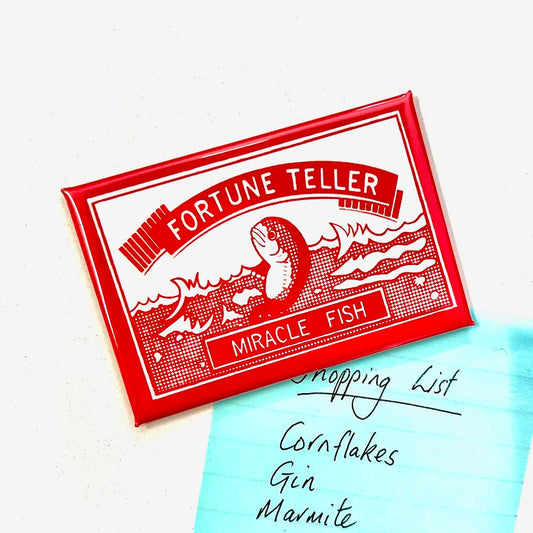 FORTUNE TELLER
MIRACLE FISH
Shopping List
Cornflakes
Gin
Marmite